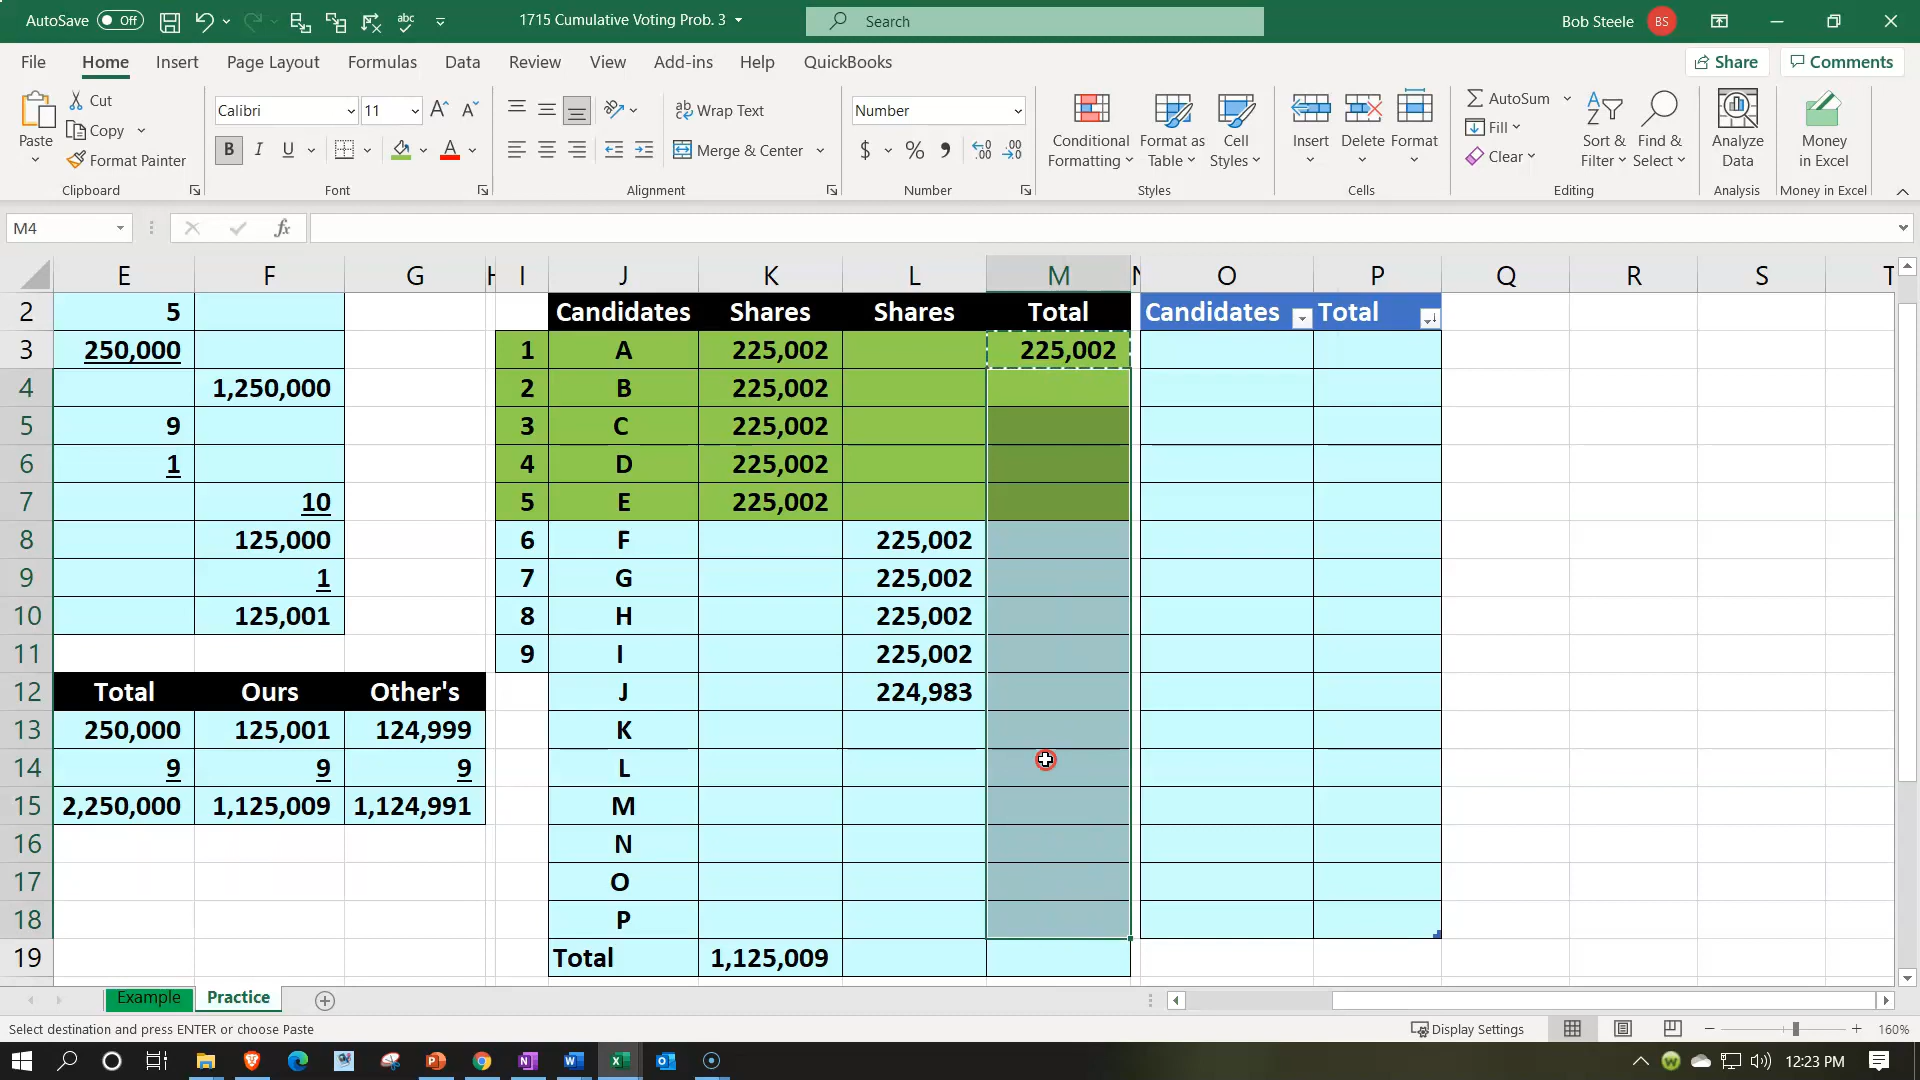 AutoSave Off
1715 Cumulative Voting Prob. 3
Search
Bob Steele BS
File Home Insert Page Layout Formulas Data Review View Add-ins Help QuickBooks Share Comments
Paste Cut Copy Format Painter Clipboard
Calibri 11 B I U Font
Wrap Text Merge & Center Alignment
Number $ % Number
Conditional Formatting Format as Table Cell Styles Styles
Insert Delete Format Cells
AutoSum Fill Clear Sort & Filter Find & Select Editing
Analyze Data Analysis
Money in Excel Money in Excel
M4 fx
E F G H I J K L M N O P Q R S T
2 5 Candidates Shares Shares Total Candidates Total
3 250,000 1 A 225,002 225,002
4 1,250,000 2 B 225,002
5 9 3 C 225,002
6 1 4 D 225,002
7 10 5 E 225,002
8 125,000 6 F 225,002
9 1 7 G 225,002
10 125,001 8 H 225,002
11 9 I 225,002
12 Total Ours Other's J 224,983
13 250,000 125,001 124,999 K
14 9 9 9 L
15 2,250,000 1,125,009 1,124,991 M
16 N
17 O
18 P
19 Total 1,125,009
Example Practice
Select destination and press ENTER or choose Paste Display Settings 160%
12:23 PM